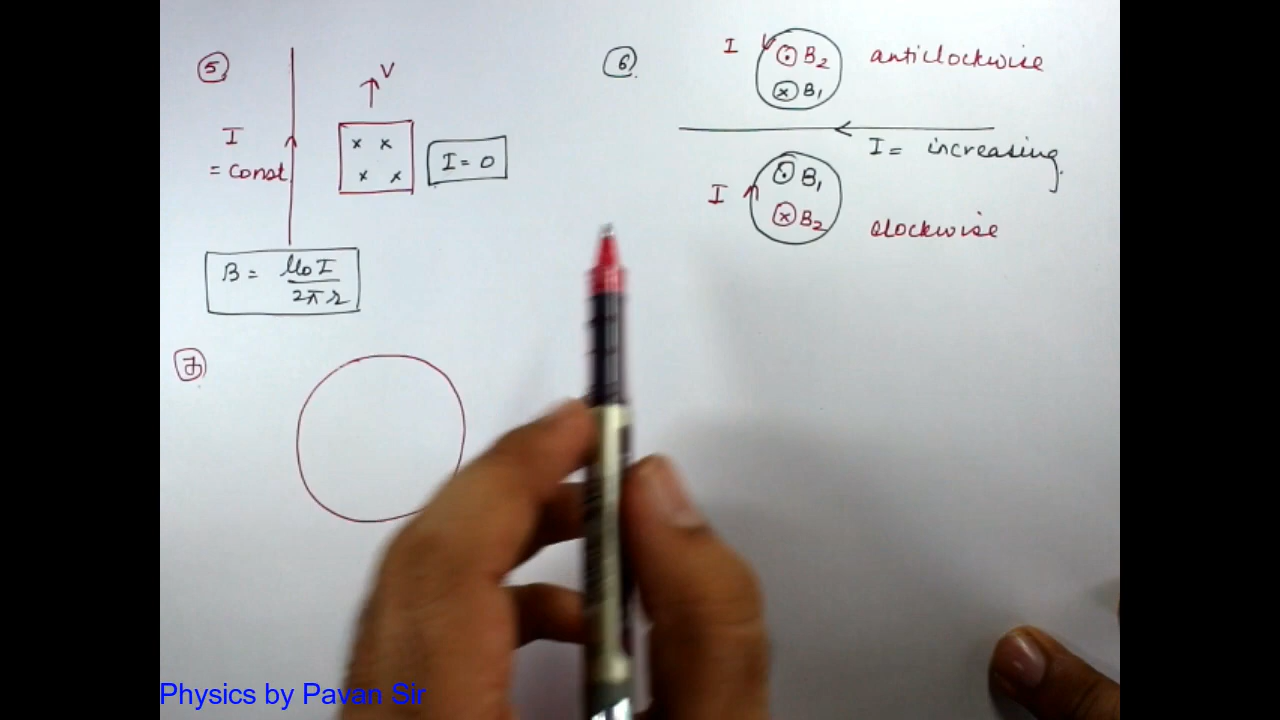 5
V
I
= const
I = 0
B = μ₀I / 2πr
6
I
⊙ B₂
anticlockwise
⊗ B₁
I = increasing
⊙ B₁
I
⊗ B₂
clockwise
7
Physics by Pavan Sir